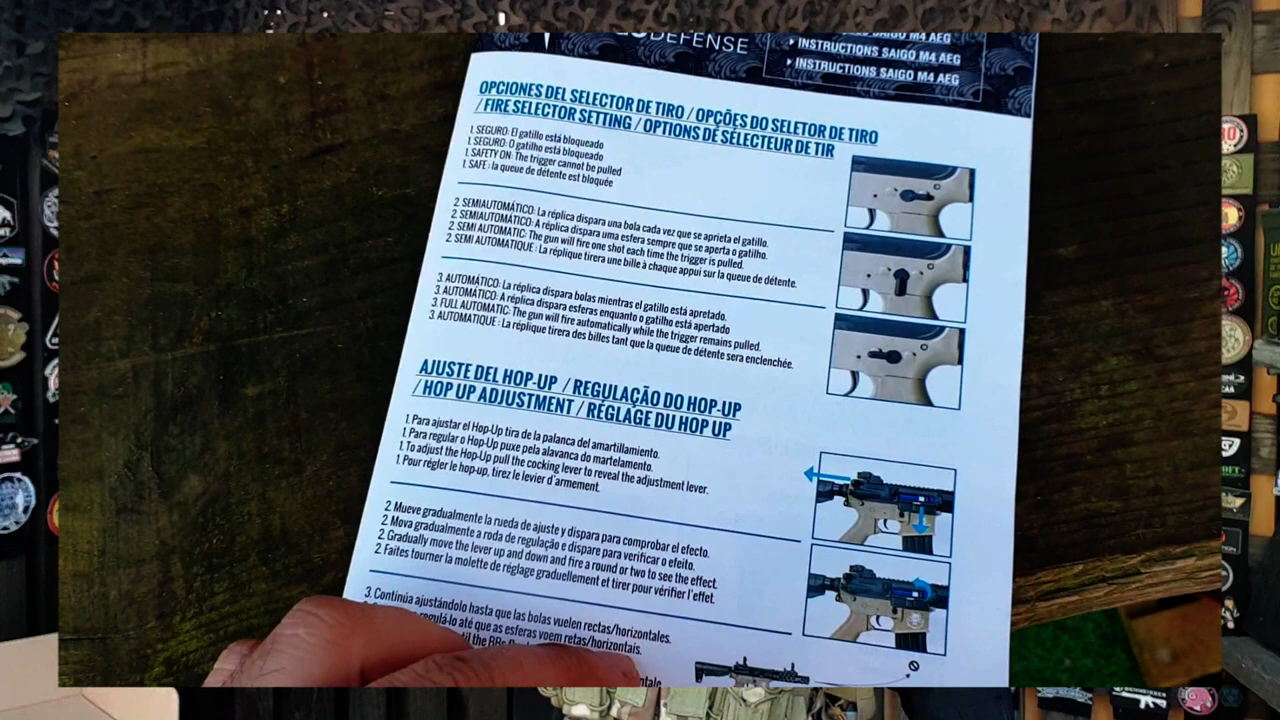 DEFENSE
INSTRUCTIONS SAIGO M4 AEG
INSTRUCTIONS SAIGO M4 AEG
OPCIONES DEL SELECTOR DE TIRO / OPÇÕES DO SELETOR DE TIRO
/ FIRE SELECTOR SETTING / OPTIONS DE SÉLECTEUR DE TIR
1. SEGURO: El gatillo está bloqueado
1. SEGURO: O gatilho está bloqueado
1. SAFETY ON: The trigger cannot be pulled
1. SAFE : la queue de détente est bloquée
2. SEMIAUTOMÁTICO: La réplica dispara una bola cada vez que se aprieta el gatillo.
2. SEMIAUTOMÁTICO: A réplica dispara uma esfera sempre que se aperta o gatilho.
2. SEMI AUTOMATIC: The gun will fire one shot each time the trigger is pulled.
2. SEMI AUTOMATIQUE : La réplique tirera une bille à chaque appui sur la queue de détente.
3. AUTOMÁTICO: La réplica dispara bolas mientras el gatillo está apretado.
3. AUTOMÁTICO: A réplica dispara esferas enquanto o gatilho está apertado
3. FULL AUTOMATIC: The gun will fire automatically while the trigger remains pulled.
3. AUTOMATIQUE : La réplique tirera des billes tant que la queue de détente sera enclenchée.
AJUSTE DEL HOP-UP / REGULAÇÃO DO HOP-UP
/ HOP UP ADJUSTMENT / RÉGLAGE DU HOP UP
1. Para ajustar el Hop-Up tira de la palanca del amartillamiento.
1. Para regular o Hop-Up puxe pela alavanca do martelamento.
1. To adjust the Hop-Up pull the cocking lever to reveal the adjustment lever.
1. Pour régler le hop-up, tirez le levier d'armement.
2. Mueve gradualmente la rueda de ajuste y dispara para comprobar el efecto.
2. Mova gradualmente a roda de regulação e dispare para verificar o efeito.
2. Gradually move the lever up and down and fire a round or two to see the effect.
2. Faites tourner la molette de réglage graduellement et tirer pour vérifier l'effet.
3. Continúa ajustándolo hasta que las bolas vuelen rectas/horizontales.
regulá-lo até que as esferas voem retas/horizontais.
the BBs